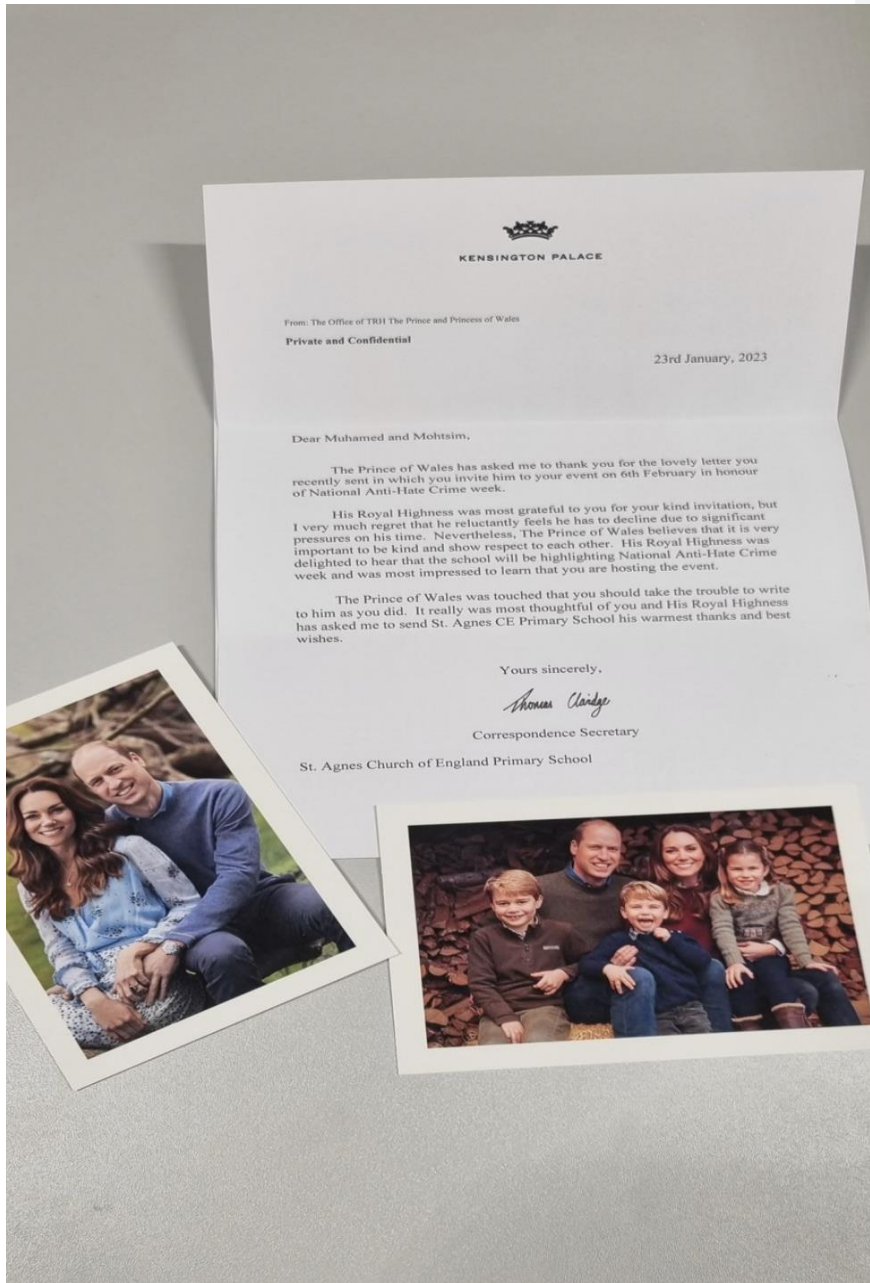 KENSINGTON PALACE
From: The Office of TRH The Prince and Princess of Wales
Private and Confidential
23rd January, 2023
Dear Muhamed and Mohtsim,
The Prince of Wales has asked me to thank you for the lovely letter you
recently sent in which you invite him to your event on 6th February in honour
of National Anti-Hate Crime week.
His Royal Highness was most grateful to you for your kind invitation, but
I very much regret that he reluctantly feels he has to decline due to significant
pressures on his time. Nevertheless, The Prince of Wales believes that it is very
important to be kind and show respect to each other. His Royal Highness was
delighted to hear that the school will be highlighting National Anti-Hate Crime
week and was most impressed to learn that you are hosting the event.
The Prince of Wales was touched that you should take the trouble to write
to him as you did. It really was most thoughtful of you and His Royal Highness
has asked me to send St. Agnes CE Primary School his warmest thanks and best
wishes.
Yours sincerely,
Thomas Claridge
Correspondence Secretary
St. Agnes Church of England Primary School